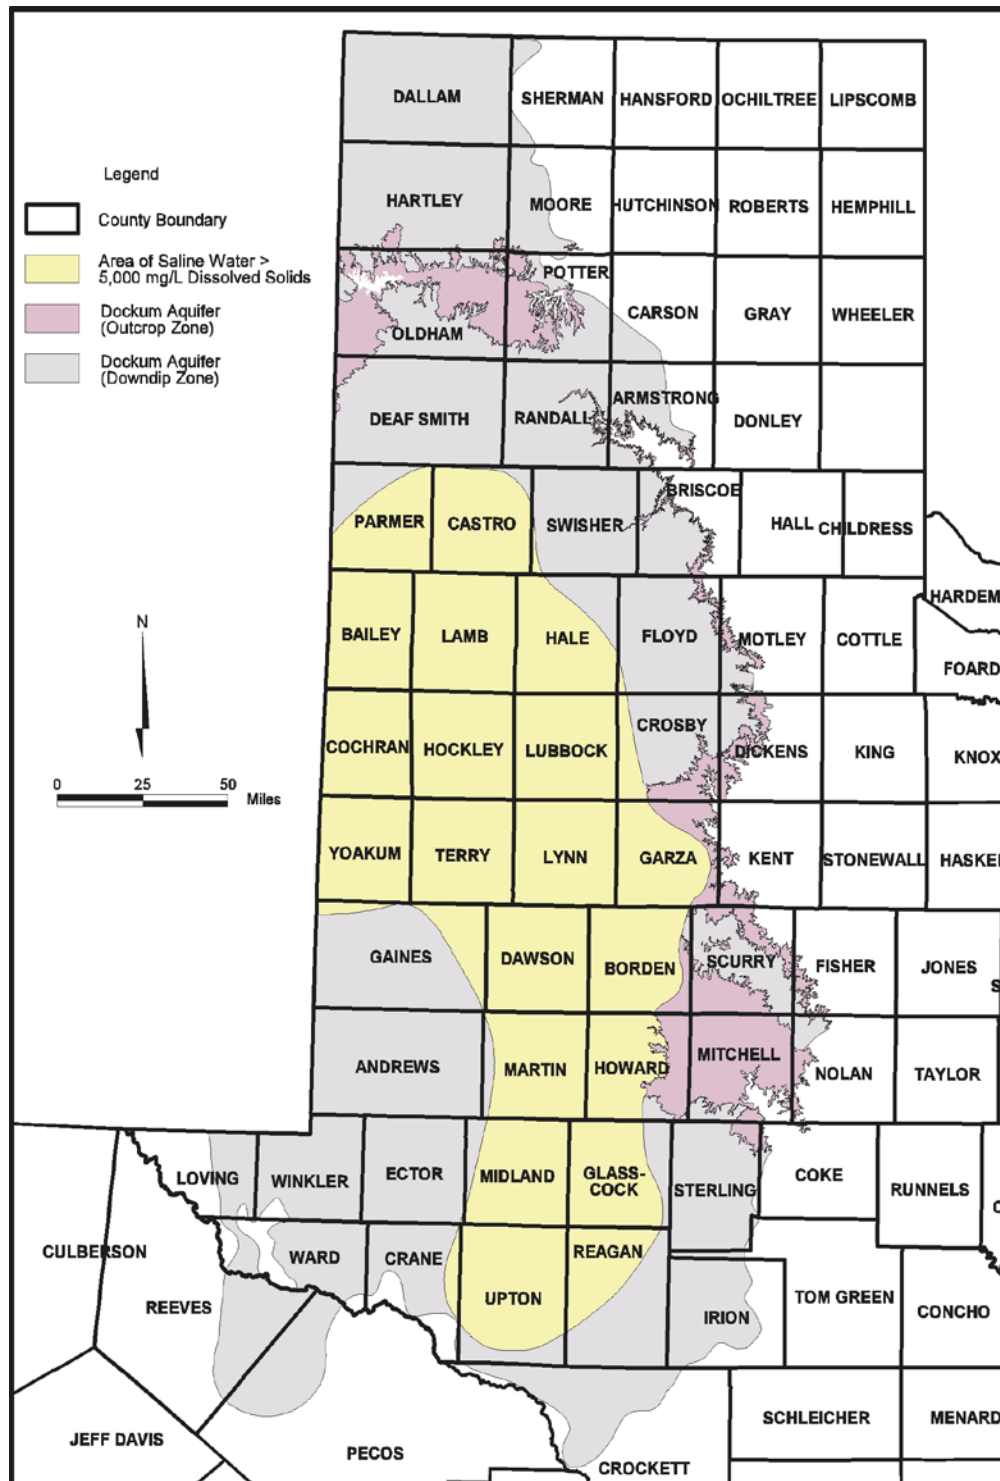 DALLAM
SHERMAN
HANSFORD
OCHILTREE
LIPSCOMB
Legend
County Boundary
Area of Saline Water >
5,000 mg/L Dissolved Solids
Dockum Aquifer
(Outcrop Zone)
Dockum Aquifer
(Downdip Zone)
HARTLEY
MOORE
HUTCHINSON
ROBERTS
HEMPHILL
POTTER
OLDHAM
CARSON
GRAY
WHEELER
DEAF SMITH
RANDALL
ARMSTRONG
DONLEY
PARMER
CASTRO
SWISHER
BRISCOE
HALL
CHILDRESS
HARDEM
N
BAILEY
LAMB
HALE
FLOYD
MOTLEY
COTTLE
FOARD
COCHRAN
HOCKLEY
LUBBOCK
CROSBY
DICKENS
KING
KNOX
0
25
50
Miles
YOAKUM
TERRY
LYNN
GARZA
KENT
STONEWALL
HASKEL
GAINES
DAWSON
BORDEN
SCURRY
FISHER
JONES
S
ANDREWS
MARTIN
HOWARD
MITCHELL
NOLAN
TAYLOR
LOVING
WINKLER
ECTOR
MIDLAND
GLASS-
COCK
STERLING
COKE
RUNNELS
C
CULBERSON
REEVES
WARD
CRANE
UPTON
REAGAN
IRION
TOM GREEN
CONCHO
JEFF DAVIS
PECOS
CROCKETT
SCHLEICHER
MENARD